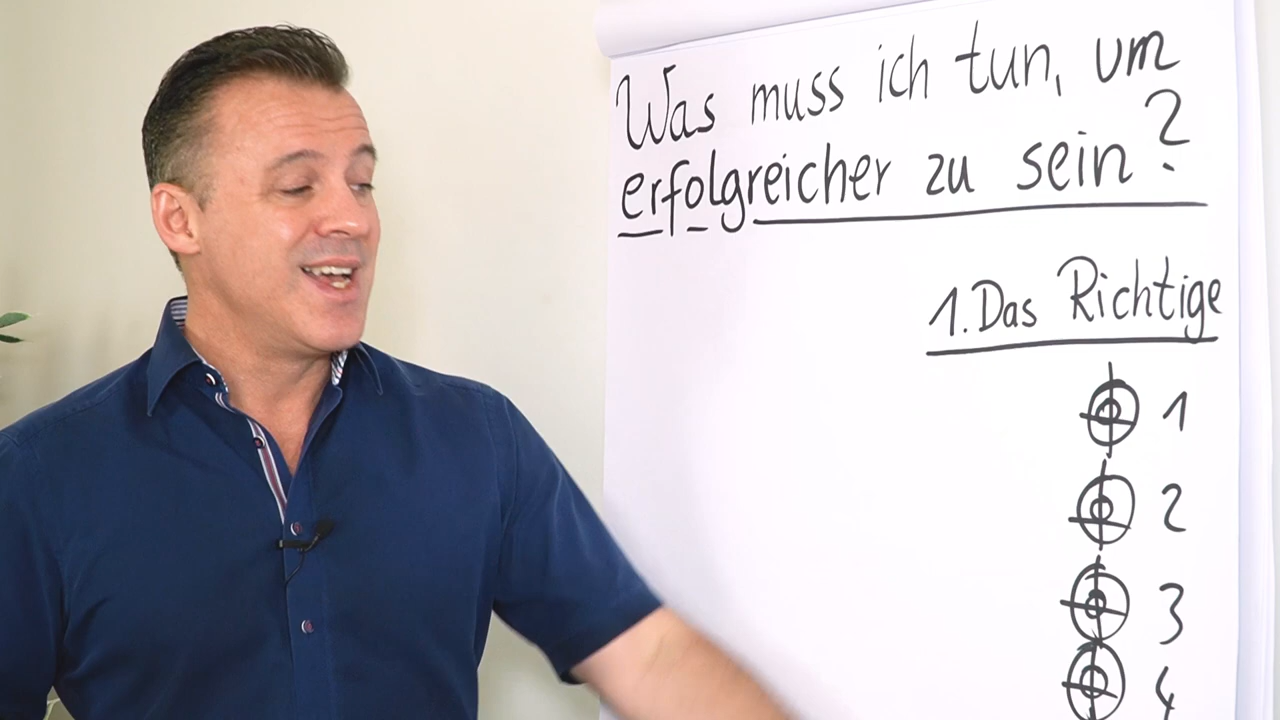 Was muss ich tun, um
erfolgreicher zu sein?
1. Das Richtige
1
2
3
4